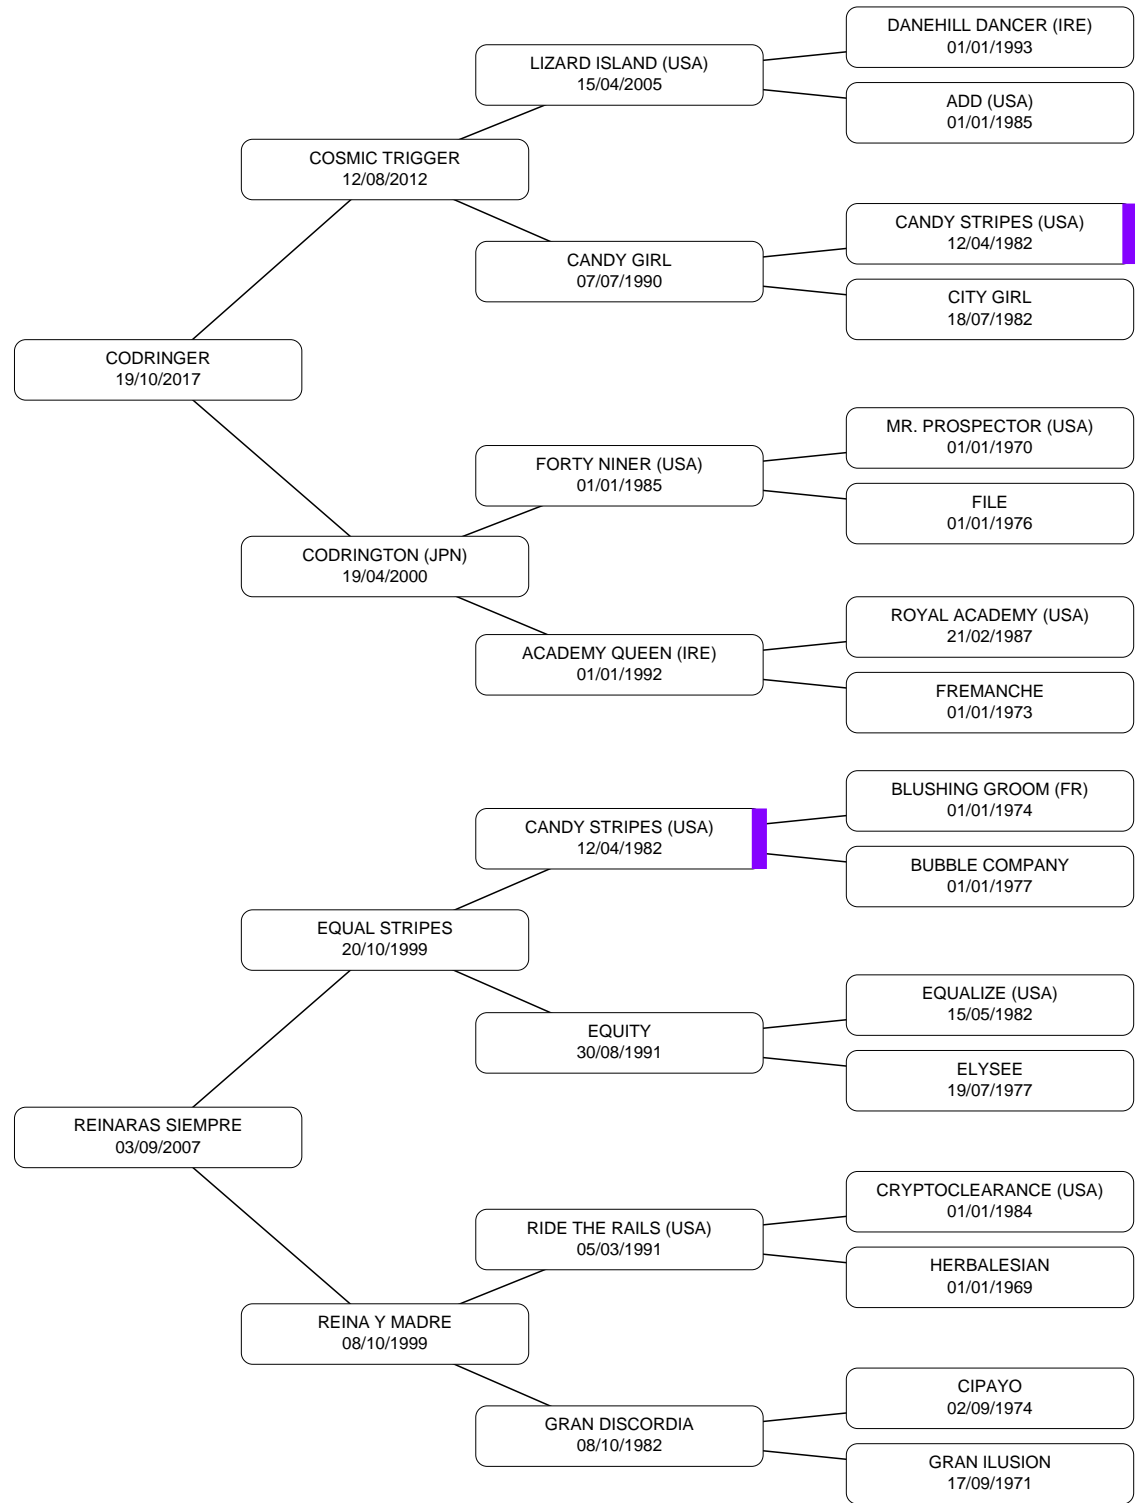 DANEHILL DANCER (IRE)
01/01/1993
LIZARD ISLAND (USA)
15/04/2005
ADD (USA)
01/01/1985
COSMIC TRIGGER
12/08/2012
CANDY STRIPES (USA)
12/04/1982
CANDY GIRL
07/07/1990
CITY GIRL
18/07/1982
CODRINGER
19/10/2017
MR. PROSPECTOR (USA)
01/01/1970
FORTY NINER (USA)
01/01/1985
FILE
01/01/1976
CODRINGTON (JPN)
19/04/2000
ROYAL ACADEMY (USA)
21/02/1987
ACADEMY QUEEN (IRE)
01/01/1992
FREMANCHE
01/01/1973
BLUSHING GROOM (FR)
01/01/1974
CANDY STRIPES (USA)
12/04/1982
BUBBLE COMPANY
01/01/1977
EQUAL STRIPES
20/10/1999
EQUALIZE (USA)
15/05/1982
EQUITY
30/08/1991
ELYSEE
19/07/1977
REINARAS SIEMPRE
03/09/2007
CRYPTOCLEARANCE (USA)
01/01/1984
RIDE THE RAILS (USA)
05/03/1991
HERBALESIAN
01/01/1969
REINA Y MADRE
08/10/1999
CIPAYO
02/09/1974
GRAN DISCORDIA
08/10/1982
GRAN ILUSION
17/09/1971